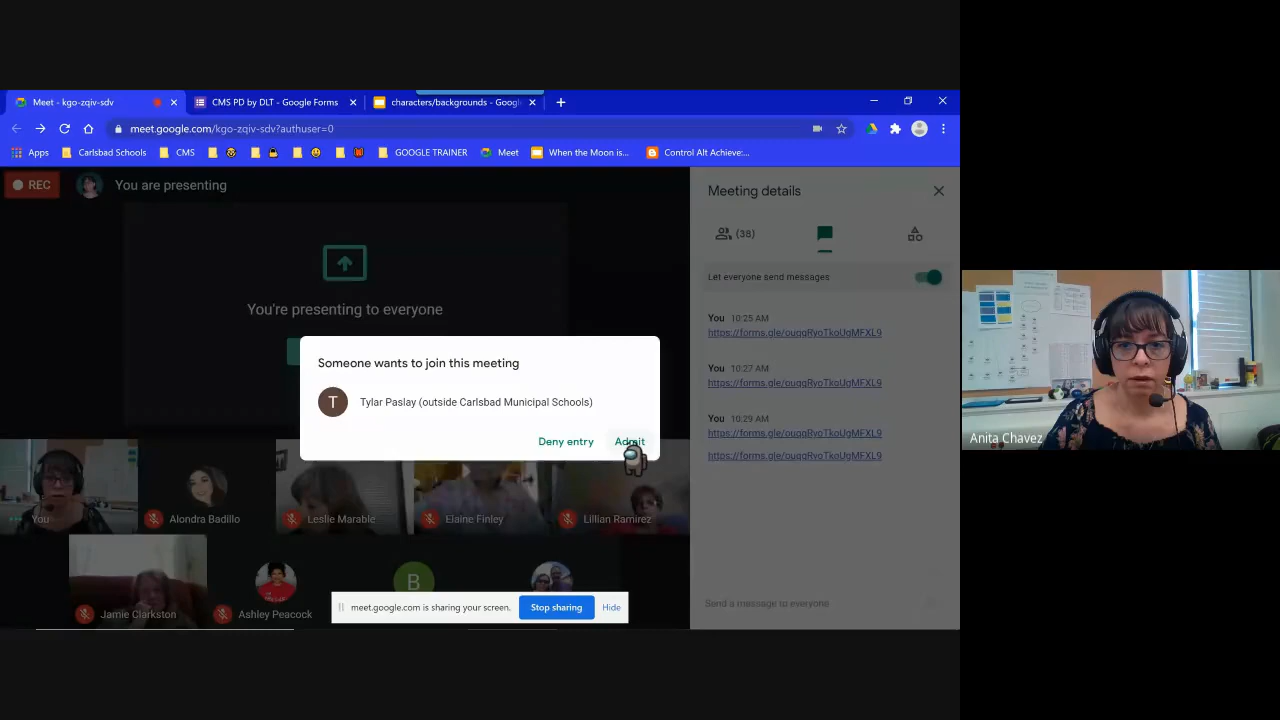 Meet - kgo-zqiv-sdv
CMS PD by DLT - Google Forms
characters/backgrounds - Googl
meet.google.com/kgo-zqiv-sdv?authuser=0
Apps
Carlsbad Schools
CMS
GOOGLE TRAINER
Meet
When the Moon is...
Control Alt Achieve:...
REC
You are presenting
Meeting details
(36)
Let everyone send messages
You're presenting to everyone
You 10:25 AM
https://forms.gle/ouqqRyoTkoUgMFXL9
You 10:27 AM
https://forms.gle/ouqqRyoTkoUgMFXL9
You 10:29 AM
https://forms.gle/ouqqRyoTkoUgMFXL9
https://forms.gle/ouqqRyoTkoUgMFXL9
Someone wants to join this meeting
T
Tylar Paslay (outside Carlsbad Municipal Schools)
Deny entry
Admit
Anita Chavez
You
Alondra Badillo
Leslie Marable
Elaine Finley
Lillian Ramirez
B
Jamie Clarkston
Ashley Peacock
meet.google.com is sharing your screen.
Stop sharing
Hide
Send a message to everyone